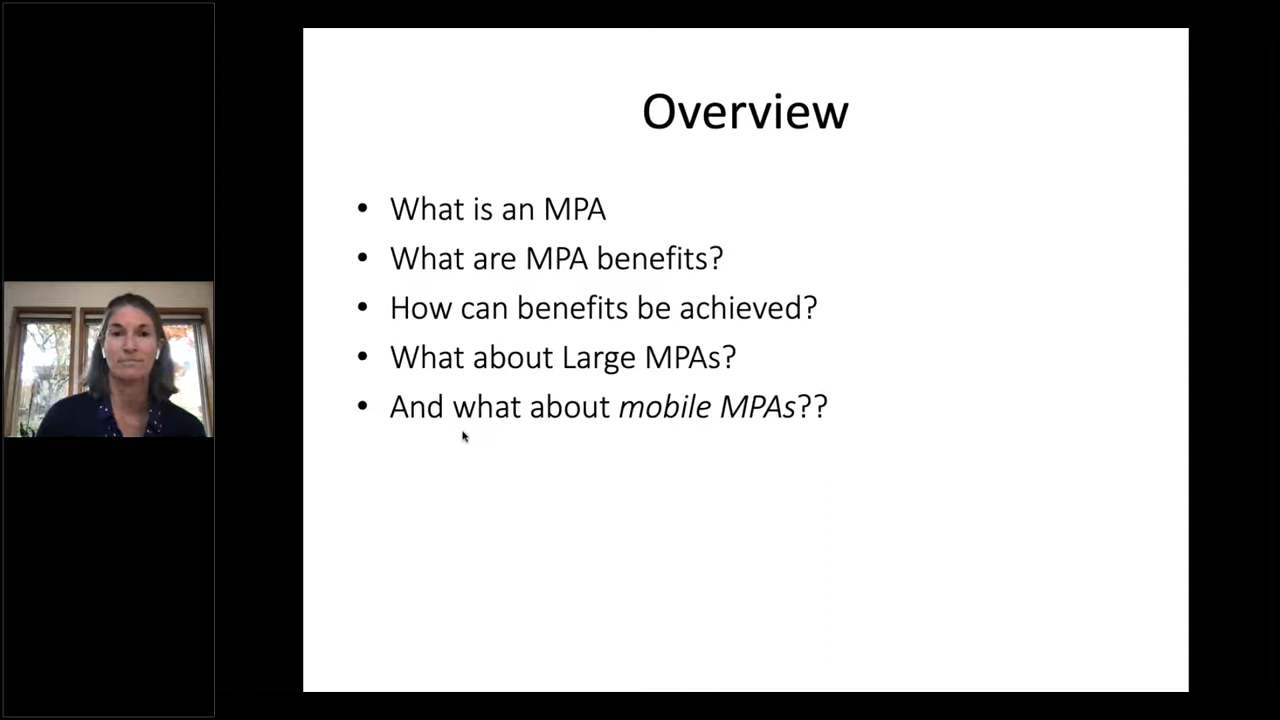 Overview
• What is an MPA
• What are MPA benefits?
• How can benefits be achieved?
• What about Large MPAs?
• And what about mobile MPAs??